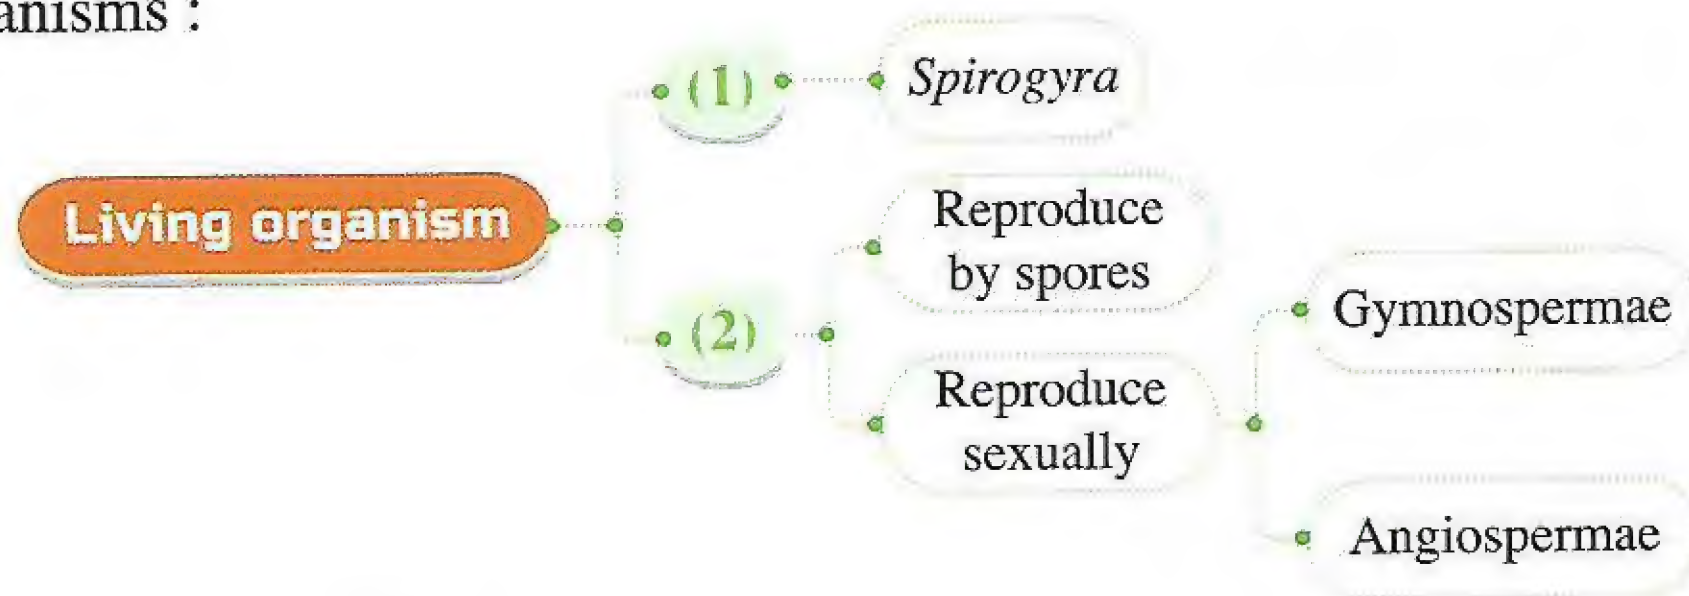 anisms :
(1)
Spirogyra
Living organism
Reproduce
by spores
(2)
Gymnospermae
Reproduce
sexually
Angiospermae